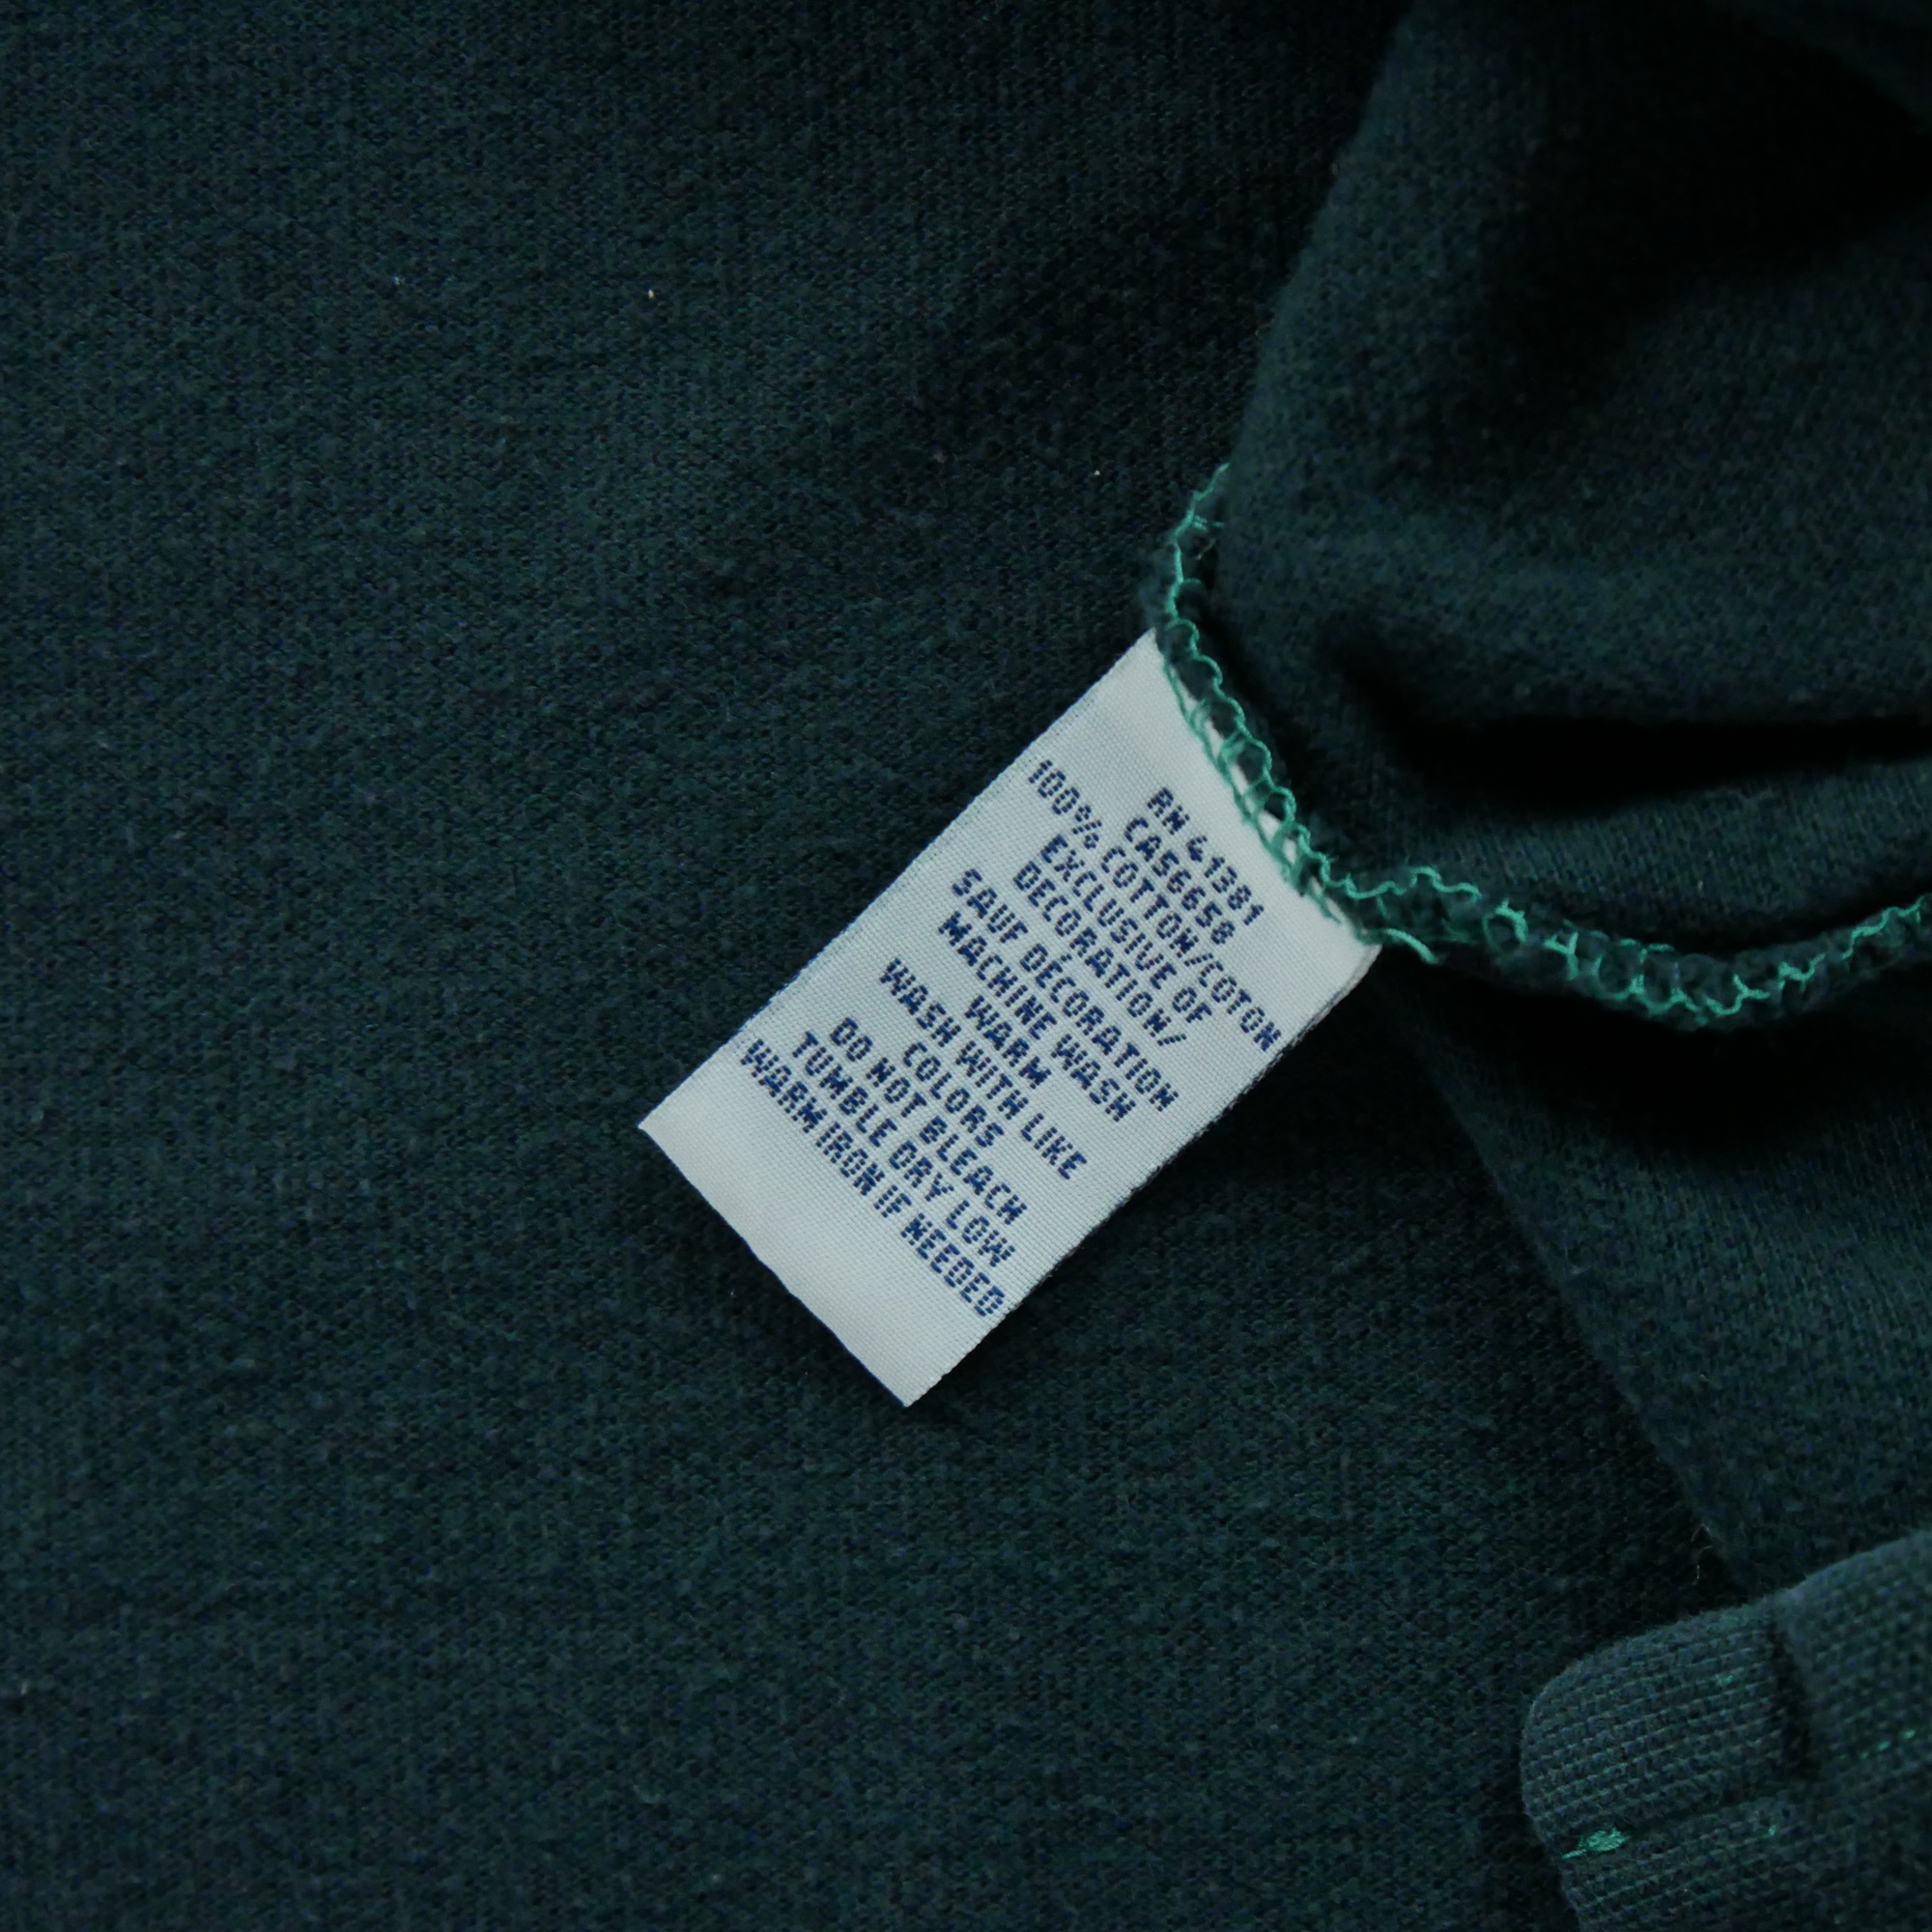 RN 41381
CA56658
100% COTTON/COTON
EXCLUSIVE OF
DECORATION/
SAUF DÉCORATION
MACHINE WASH
WARM
WASH WITH LIKE
COLORS
DO NOT BLEACH
TUMBLE DRY LOW
WARM IRON IF NEEDED